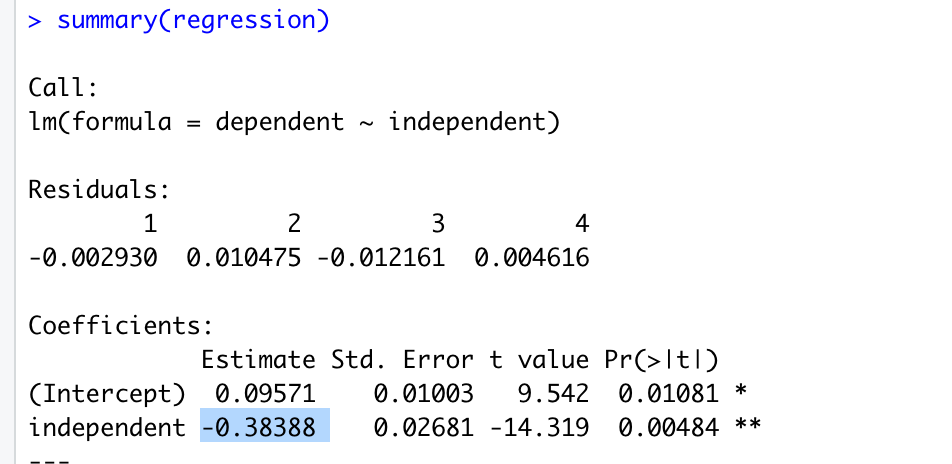 > summary(regression)
Call:
lm(formula = dependent ~ independent)
Residuals:
1 2 3 4
-0.002930 0.010475 -0.012161 0.004616
Coefficients:
Estimate Std. Error t value Pr(>|t|)
(Intercept) 0.09571 0.01003 9.542 0.01081 *
independent -0.38388 0.02681 -14.319 0.00484 **
---